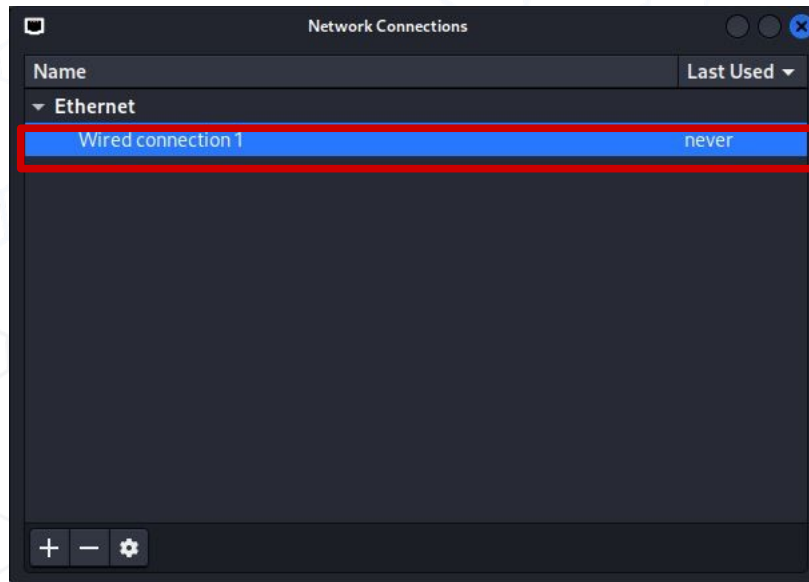 Network Connections
Name Last Used
Ethernet
Wired connection 1 never